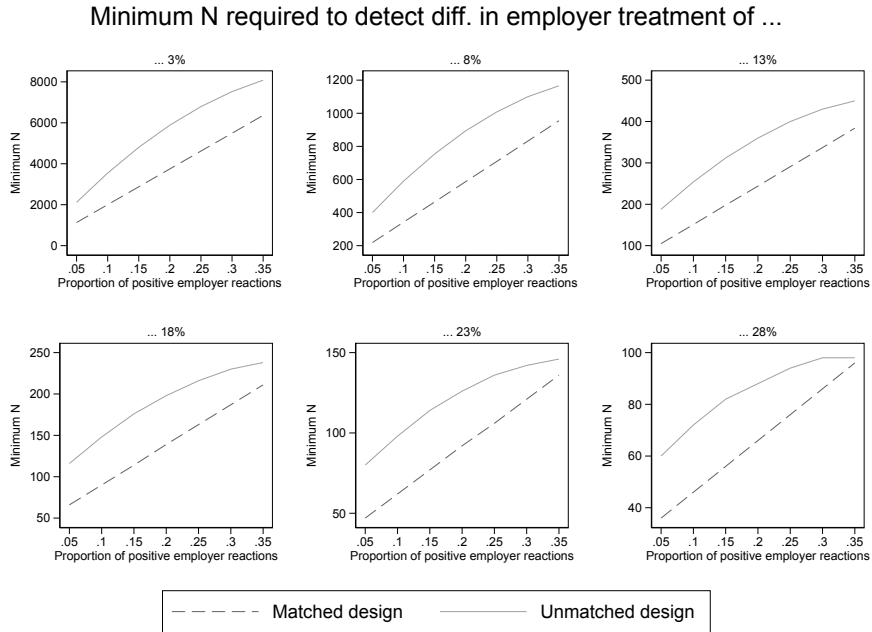 Minimum N required to detect diff. in employer treatment of ...
... 3%
Minimum N
8000
6000
4000
2000
0
.05 .1 .15 .2 .25 .3 .35
Proportion of positive employer reactions
... 8%
Minimum N
1200
1000
800
600
400
200
.05 .1 .15 .2 .25 .3 .35
Proportion of positive employer reactions
... 13%
Minimum N
500
400
300
200
100
.05 .1 .15 .2 .25 .3 .35
Proportion of positive employer reactions
... 18%
Minimum N
250
200
150
100
50
.05 .1 .15 .2 .25 .3 .35
Proportion of positive employer reactions
... 23%
Minimum N
150
100
50
.05 .1 .15 .2 .25 .3 .35
Proportion of positive employer reactions
... 28%
Minimum N
100
80
60
40
.05 .1 .15 .2 .25 .3 .35
Proportion of positive employer reactions
Matched design Unmatched design